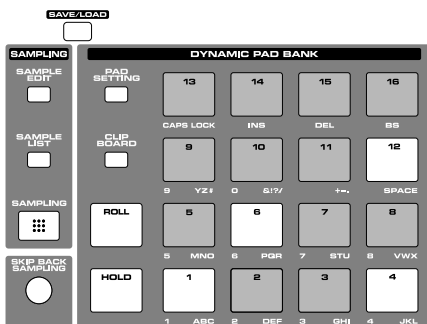 SAVE/LOAD
SAMPLING DYNAMIC PAD BANK
SAMPLE EDIT
PAD SETTING
13 14 15 16
CAPS LOCK INS DEL BS
SAMPLE LIST
CLIP BOARD
9 10 11 12
9 YZ# 0 &!?/ +-. SPACE
SAMPLING
ROLL 5 6 7 8
5 MNO 6 PQR 7 STU 8 VWX
SKIP BACK SAMPLING
HOLD 1 2 3 4
1 ABC 2 DEF 3 GHI 4 JKL